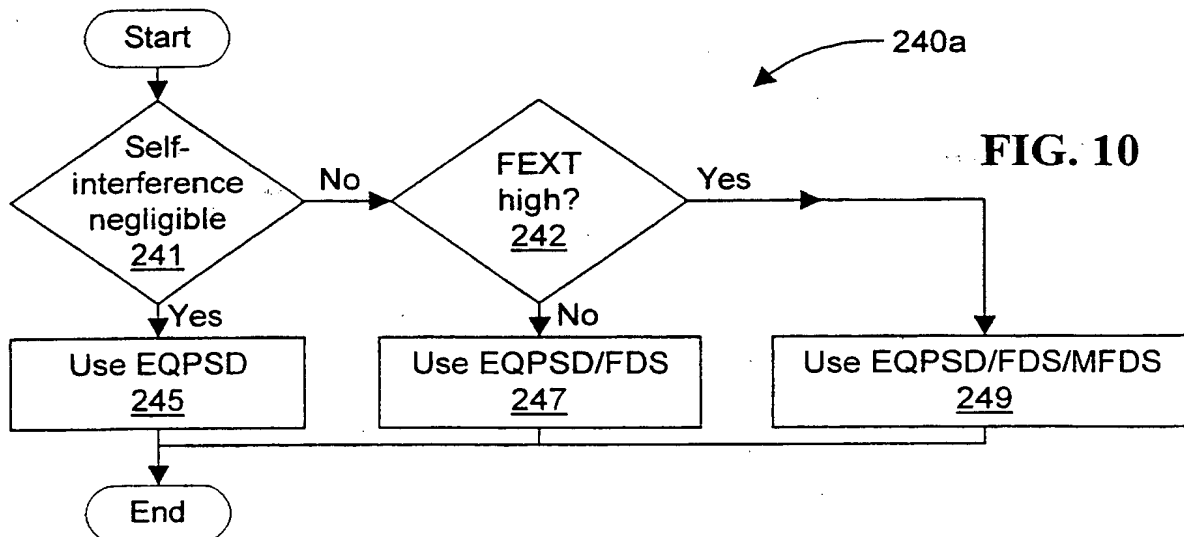 Start
240a
FIG. 10
Self-
interference
negligible
241
No
FEXT
high?
242
Yes
Yes
No
Use EQPSD
245
Use EQPSD/FDS
247
Use EQPSD/FDS/MFDS
249
End